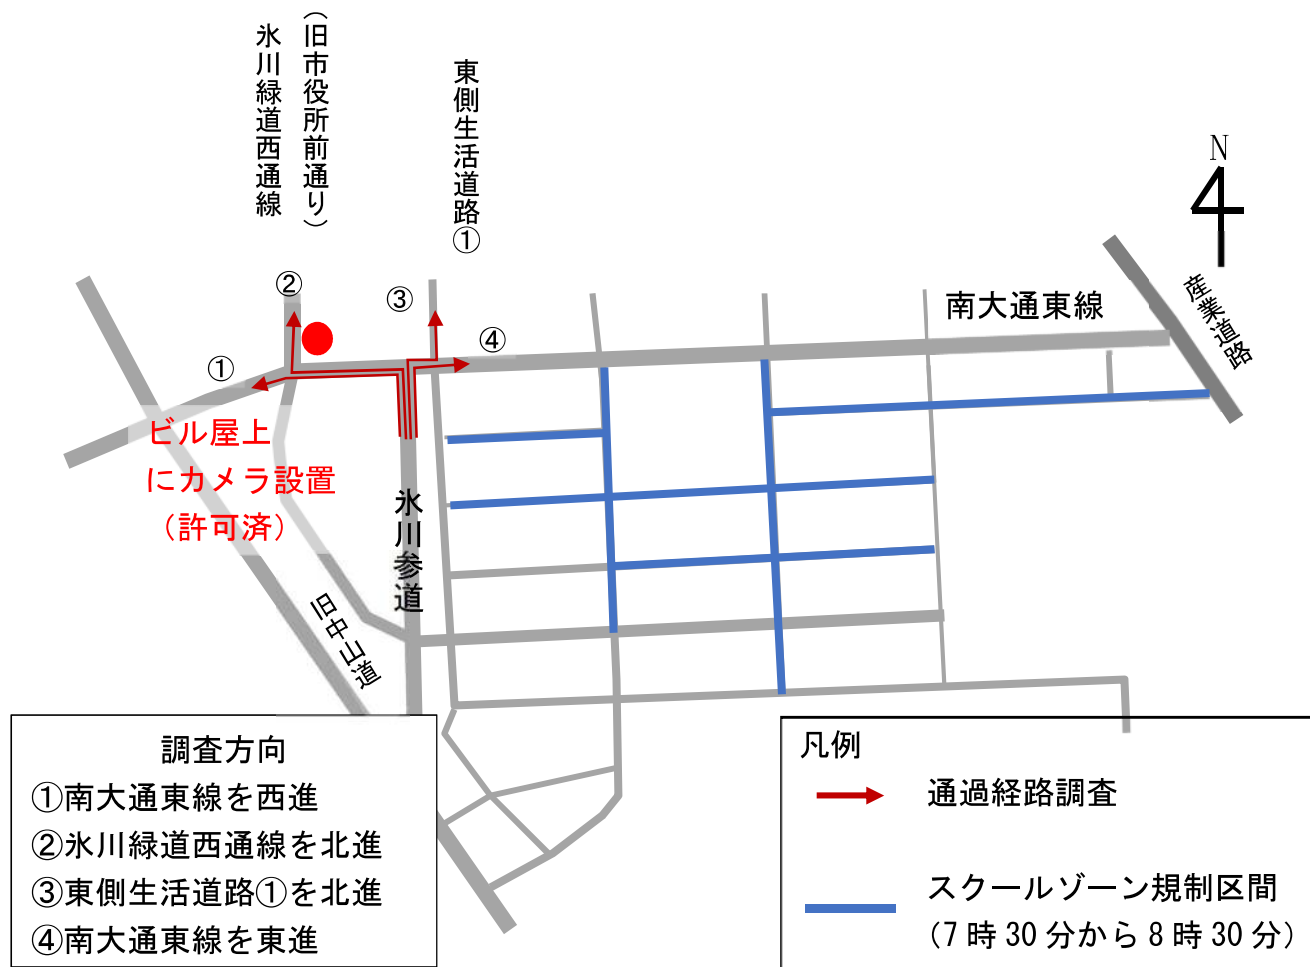 氷川緑道西通線
（旧市役所前通り）
東側生活道路①
N
②
③
④
①
南大通東線
産業道路
ビル屋上
にカメラ設置
（許可済）
氷川参道
旧中山道
調査方向
①南大通東線を西進
②氷川緑道西通線を北進
③東側生活道路①を北進
④南大通東線を東進
凡例
通過経路調査
スクールゾーン規制区間
（7時30分から8時30分）